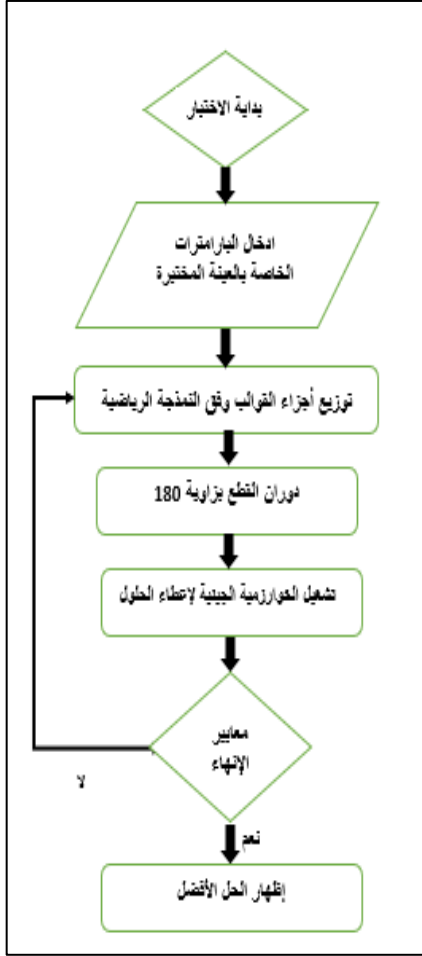 بداية الاختبار
ادخال البارامترات
الخاصة بالعينة المختبرة
توزيع أجزاء القوالب وفق النمذجة الرياضية
دوران القطع بزاوية 180
تشغيل الخوارزمية الجينية لإعطاء الحلول
معايير
الإنهاء
لا
نعم
إظهار الحل الأفضل